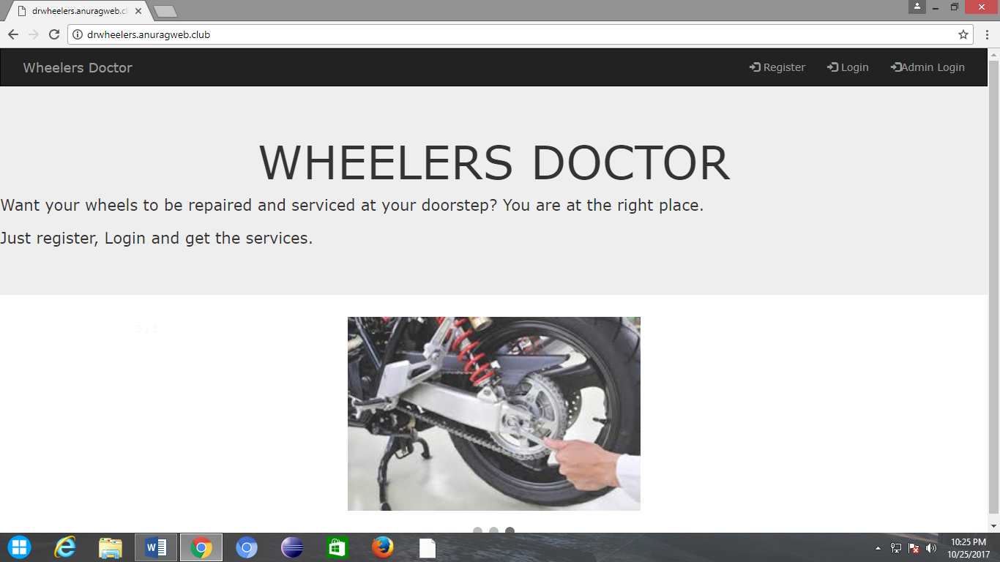 drwheelers.anuragweb.cl
drwheelers.anuragweb.club
Wheelers Doctor
Register
Login
Admin Login
WHEELERS DOCTOR
Want your wheels to be repaired and serviced at your doorstep? You are at the right place.
Just register, Login and get the services.
3 / 3
10:25 PM
10/25/2017